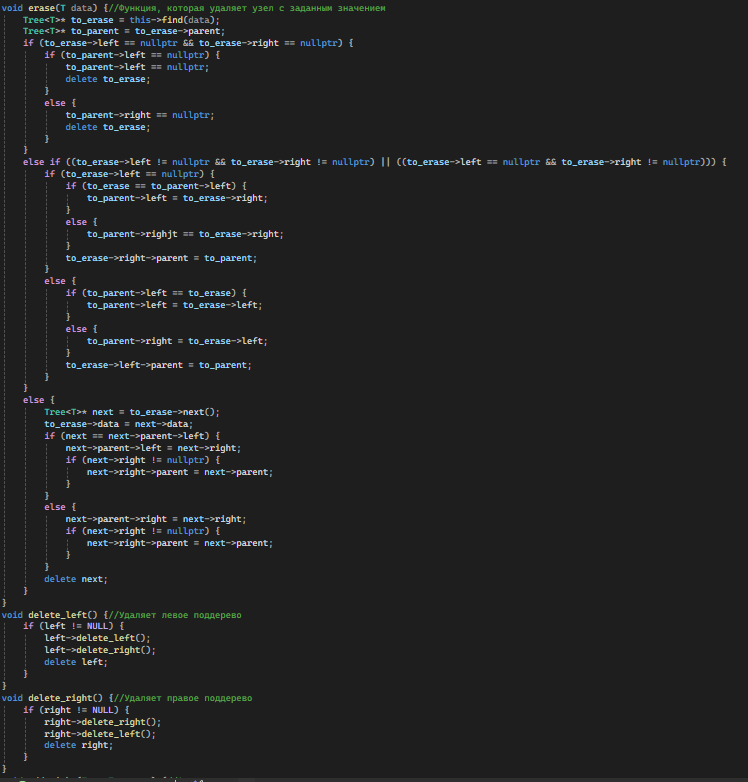 void erase(T data) {//Функция, которая удаляет узел с заданным значением
    Tree<T>* to_erase = this->find(data);
    Tree<T>* to_parent = to_erase->parent;
    if (to_erase->left == nullptr && to_erase->right == nullptr) {
        if (to_parent->left == nullptr) {
            to_parent->left == nullptr;
            delete to_erase;
        }
        else {
            to_parent->right == nullptr;
            delete to_erase;
        }
    }
    else if ((to_erase->left != nullptr && to_erase->right != nullptr) || ((to_erase->left == nullptr && to_erase->right != nullptr))) {
        if (to_erase->left == nullptr) {
            if (to_erase == to_parent->left) {
                to_parent->left = to_erase->right;
            }
            else {
                to_parent->righjt == to_erase->right;
            }
            to_erase->right->parent = to_parent;
        }
        else {
            if (to_parent->left == to_erase) {
                to_parent->left = to_erase->left;
            }
            else {
                to_parent->right = to_erase->left;
            }
            to_erase->left->parent = to_parent;
        }
    }
    else {
        Tree<T>* next = to_erase->next();
        to_erase->data = next->data;
        if (next == next->parent->left) {
            next->parent->left = next->right;
            if (next->right != nullptr) {
                next->right->parent = next->parent;
            }
        }
        else {
            next->parent->right = next->right;
            if (next->right != nullptr) {
                next->right->parent = next->parent;
            }
        }
        delete next;
    }
}
void delete_left() {//Удаляет левое поддерево
    if (left != NULL) {
        left->delete_left();
        left->delete_right();
        delete left;
    }
}
void delete_right() {//Удаляет правое поддерево
    if (right != NULL) {
        right->delete_right();
        right->delete_left();
        delete right;
    }
}